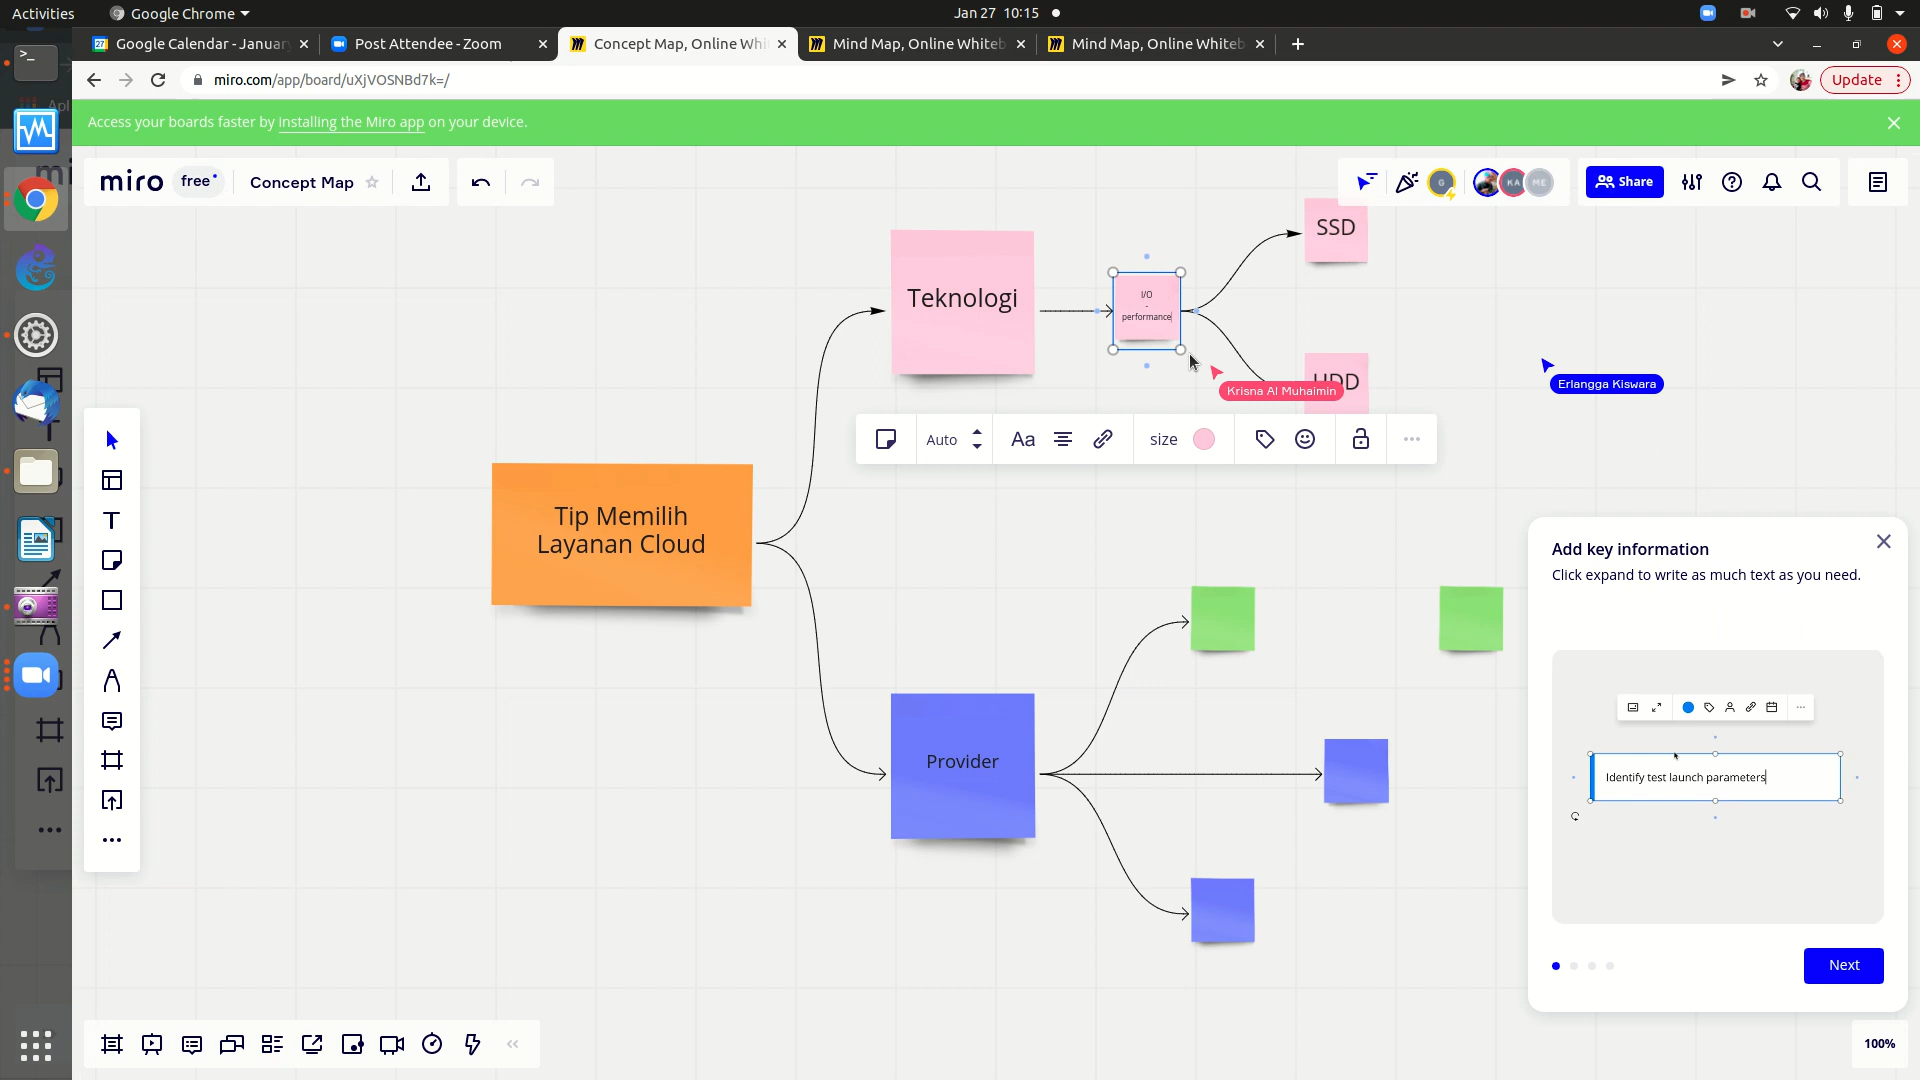 Activities
Google Chrome
Jan 27 10:15
Google Calendar - Januar
Post Attendee - Zoom
Concept Map, Online Whi
Mind Map, Online Whiteb
Mind Map, Online Whiteb
miro.com/app/board/uXjVOSNBd7k=/
Update
Access your boards faster by installing the Miro app on your device.
miro
free
Concept Map
G
KA
ME
Share
SSD
Teknologi
I/O
-
performance
HDD
Krisna Al Muhaimin
Erlangga Kiswara
Auto
Aa
size
Tip Memilih
Layanan Cloud
Provider
Add key information
Click expand to write as much text as you need.
Identify test launch parameters
Next
100%